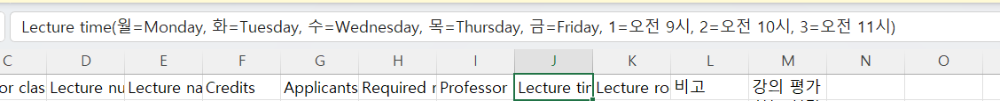 Lecture time(월=Monday, 화=Tuesday, 수=Wednesday, 목=Thursday, 금=Friday, 1=오전 9시, 2=오전 10시, 3=오전 11시)
C D E F G H I J K L M N O
or clas Lecture nu Lecture na Credits Applicants Required r Professor Lecture tim Lecture ro 비고 강의 평가